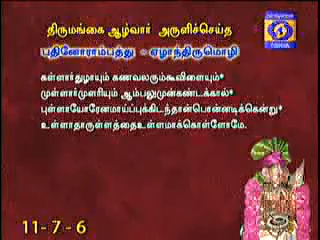 திருமங்கை ஆழ்வார் அருளிச்செய்த
பதினோராம்பத்து - ஏழாந்திருமொழி
கள்ளார்துழாயும் கணவலரும்கூவிளையும்*
முள்ளார்முளரியும் ஆம்பலுமுன்கண்டக்கால்*
புள்ளாயோரேனமாய்ப்புக்கிடந்தான்பொன்னடிக்கென்று*
உள்ளாதாருள்ளத்தைஉள்ளமாக்கொள்ளோமே.
11-7-6